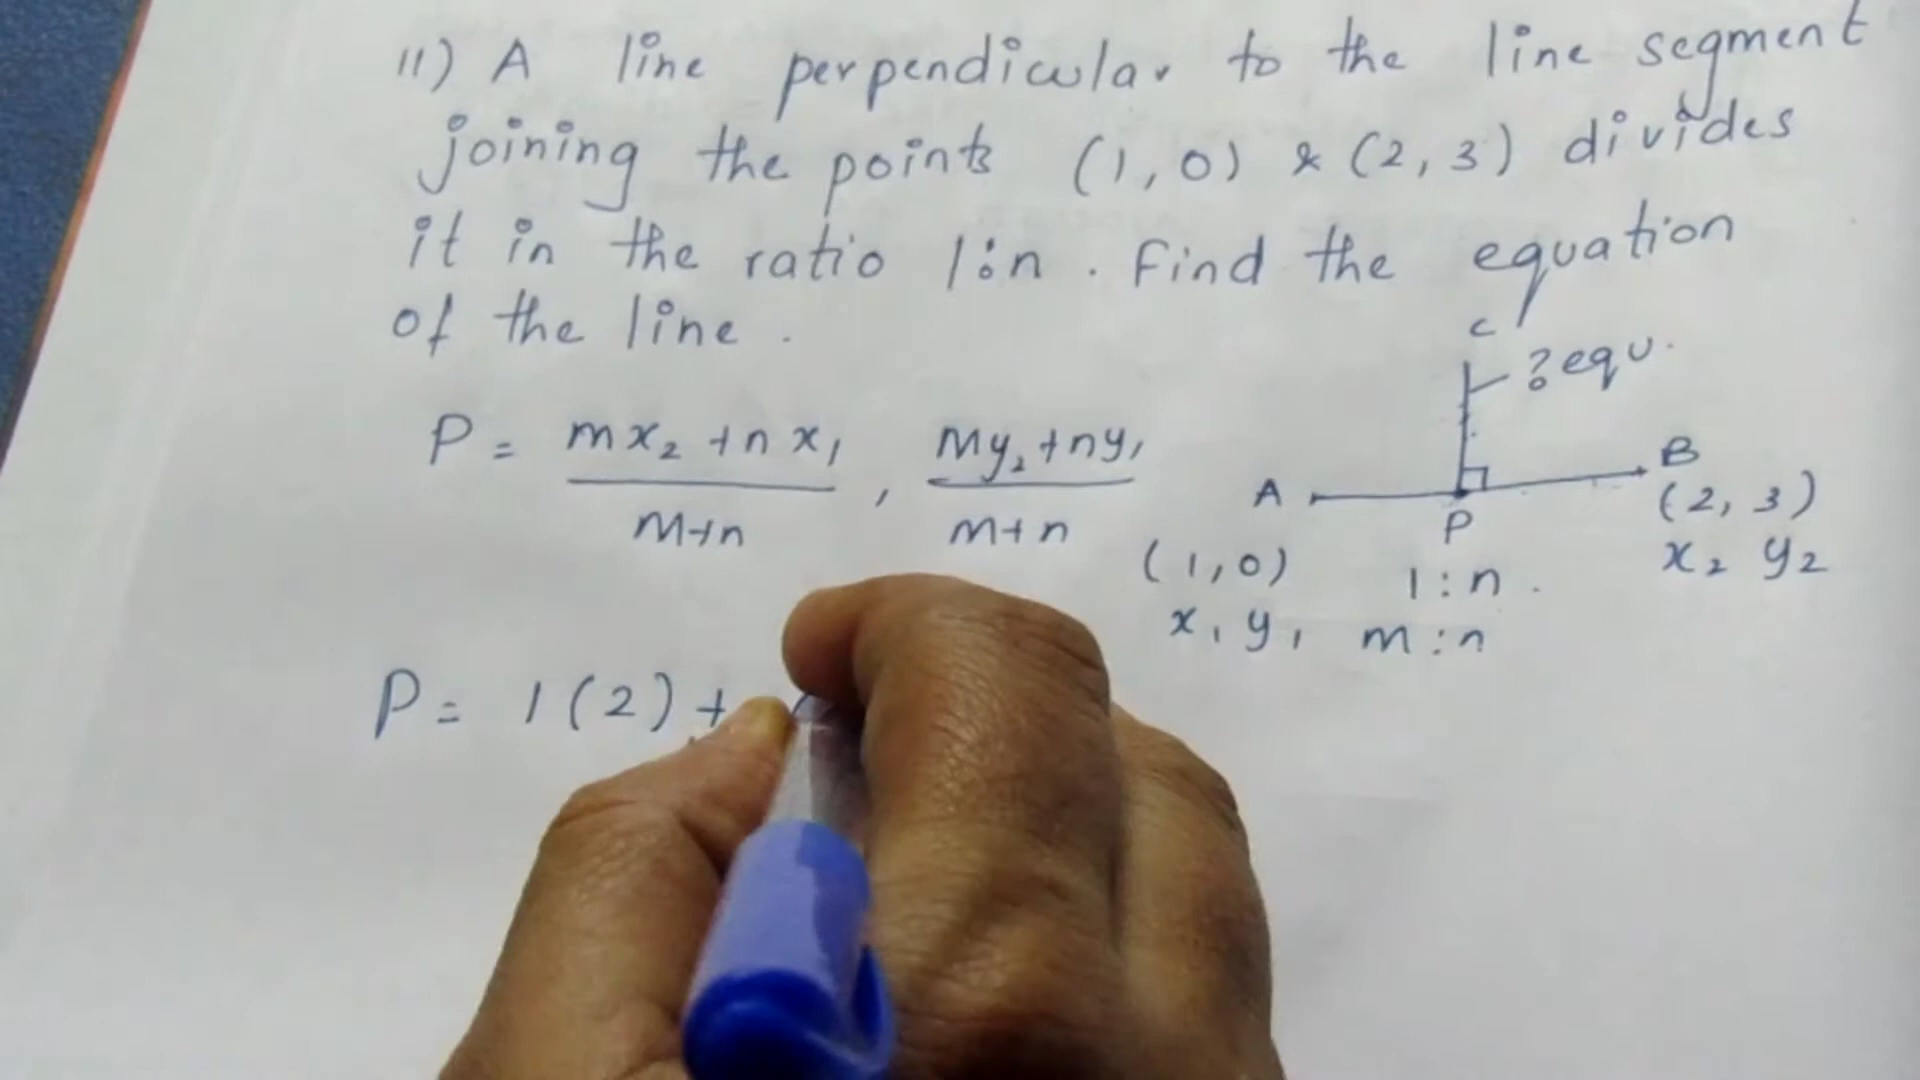 11) A line perpendicular to the line segment
joining the points (1,0) & (2,3) divides
it in the ratio 1:n. Find the equation
of the line.
C
? equ.
P = mx₂ + nx₁ / m+n , my₂ + ny₁ / m+n
A P B
(1,0) 1:n. (2,3)
x₁ y₁ m:n x₂ y₂
P = 1(2) +